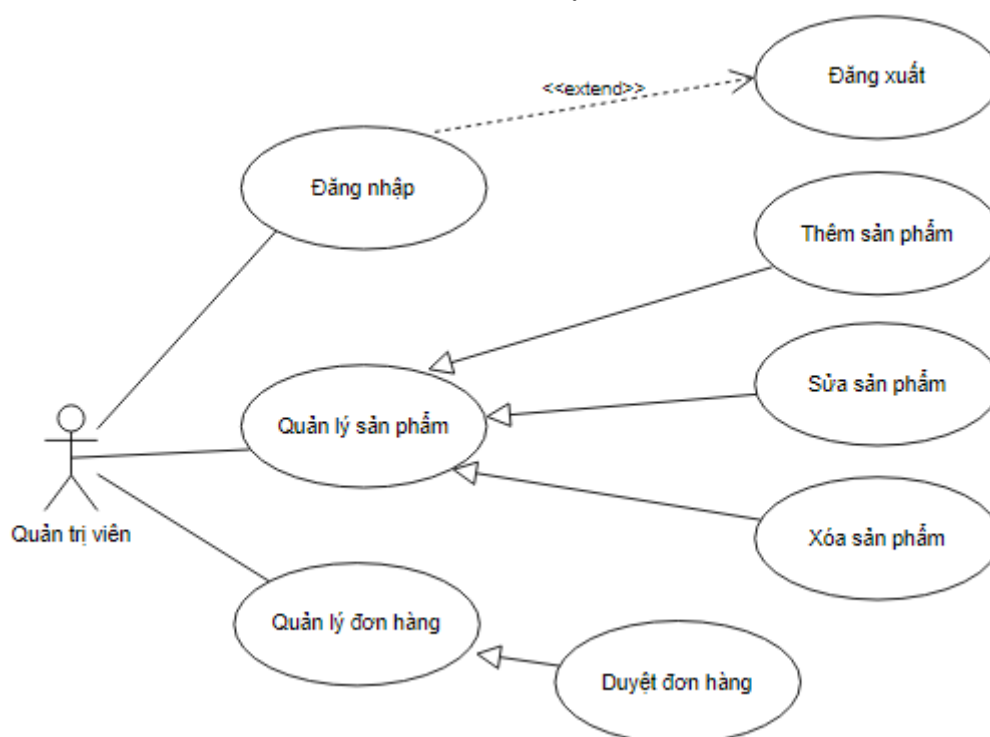 Đăng xuất
<<extend>>
Đăng nhập
Thêm sản phẩm
Sửa sản phẩm
Quản lý sản phẩm
Quản trị viên
Xóa sản phẩm
Quản lý đơn hàng
Duyệt đơn hàng